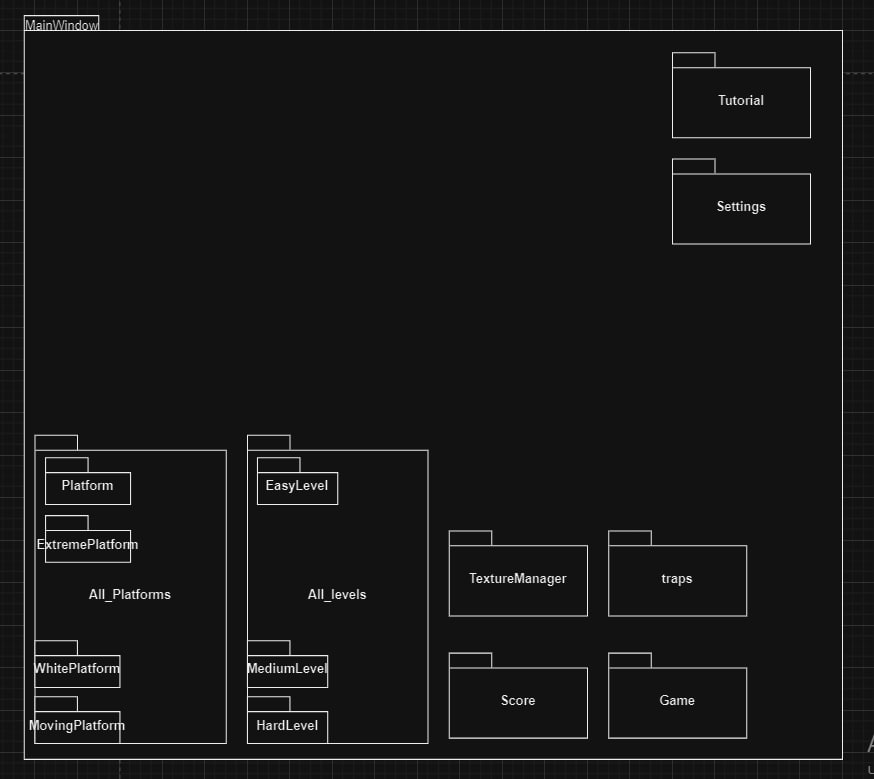 MainWindow
Tutorial
Settings
Platform
ExtremePlatform
All_Platforms
WhitePlatform
MovingPlatform
EasyLevel
All_levels
MediumLevel
HardLevel
TextureManager
traps
Score
Game